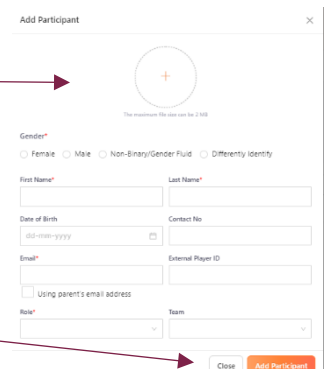 Add Participant
The maximum file size can be 2 MB
Gender*
Female Male Non-Binary/Gender Fluid Differently Identify
First Name* Last Name*
Date of Birth Contact No
dd-mm-yyyy
Email* External Player ID
Using parent's email address
Role* Team
Close Add Participant